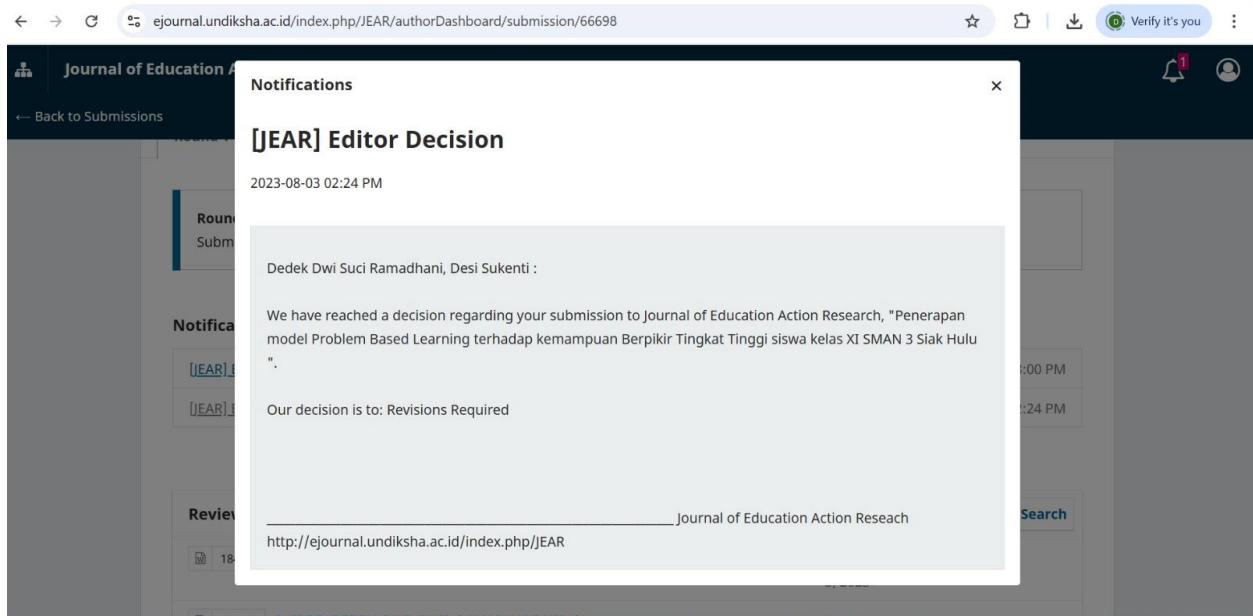 ejournal.undiksha.ac.id/index.php/JEAR/authorDashboard/submission/66698
Verify it's you
Journal of Education A
1
← Back to Submissions
Notifications
×
[JEAR] Editor Decision
2023-08-03 02:24 PM
Roun
Subm
Dedek Dwi Suci Ramadhani, Desi Sukenti :
We have reached a decision regarding your submission to Journal of Education Action Research, "Penerapan
model Problem Based Learning terhadap kemampuan Berpikir Tingkat Tinggi siswa kelas XI SMAN 3 Siak Hulu
".
Notifica
[JEAR] E
:00 PM
[JEAR] E
:24 PM
Our decision is to: Revisions Required
Review
Search
________________________________________________________________________ Journal of Education Action Reseach
http://ejournal.undiksha.ac.id/index.php/JEAR
18